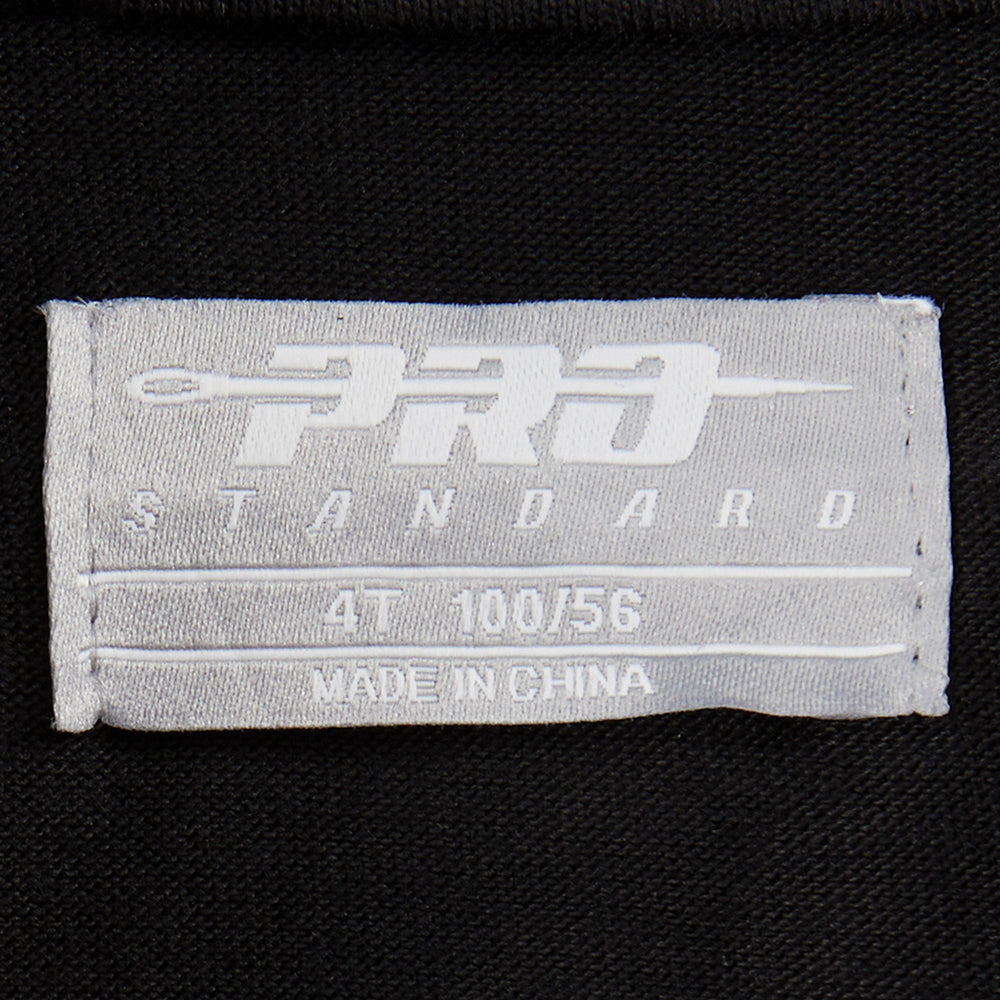 PRO
STANDARD
4T 100/56
MADE IN CHINA